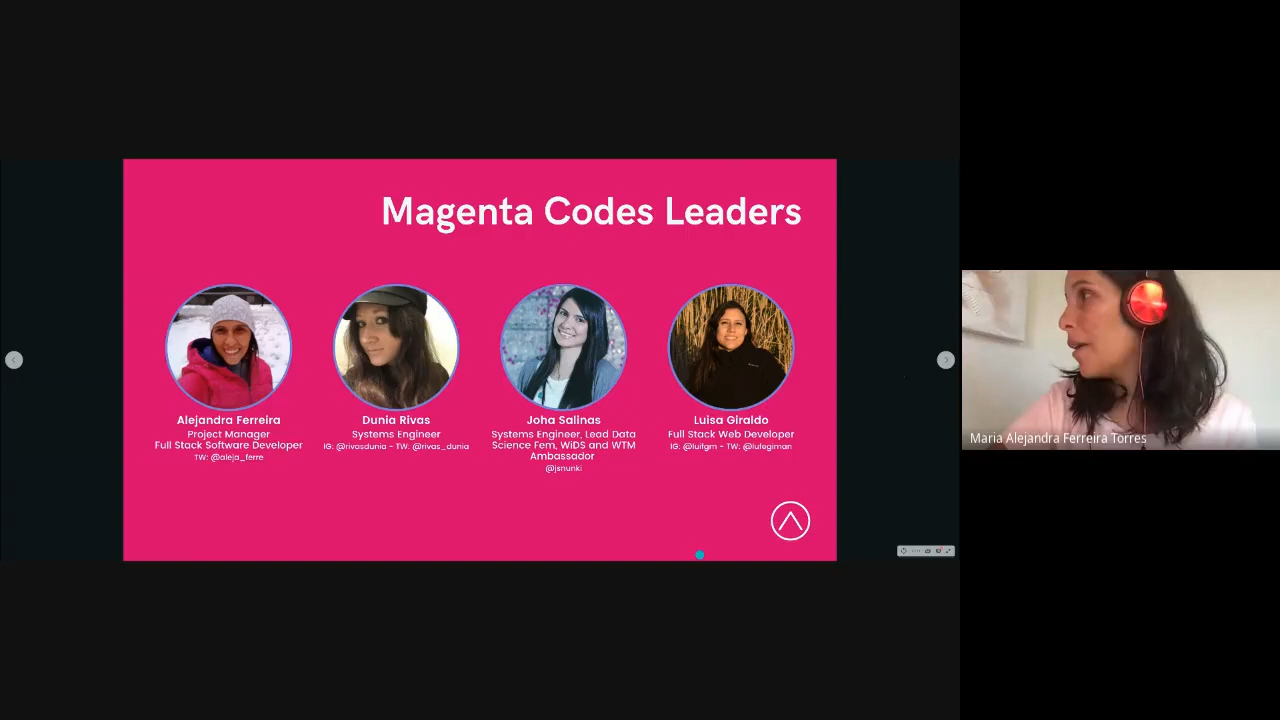 Magenta Codes Leaders
Alejandra Ferreira
Project Manager
Full Stack Software Developer
TW: @aleja_ferre
Dunia Rivas
Systems Engineer
IG: @rivasdunia - TW: @rivas_dunia
Joha Salinas
Systems Engineer, Lead Data
Science Fem, WiDS and WTM
Ambassador
@jsnunki
Luisa Giraldo
Full Stack Web Developer
IG: @luifgm - TW: @lufegiman
Maria Alejandra Ferreira Torres